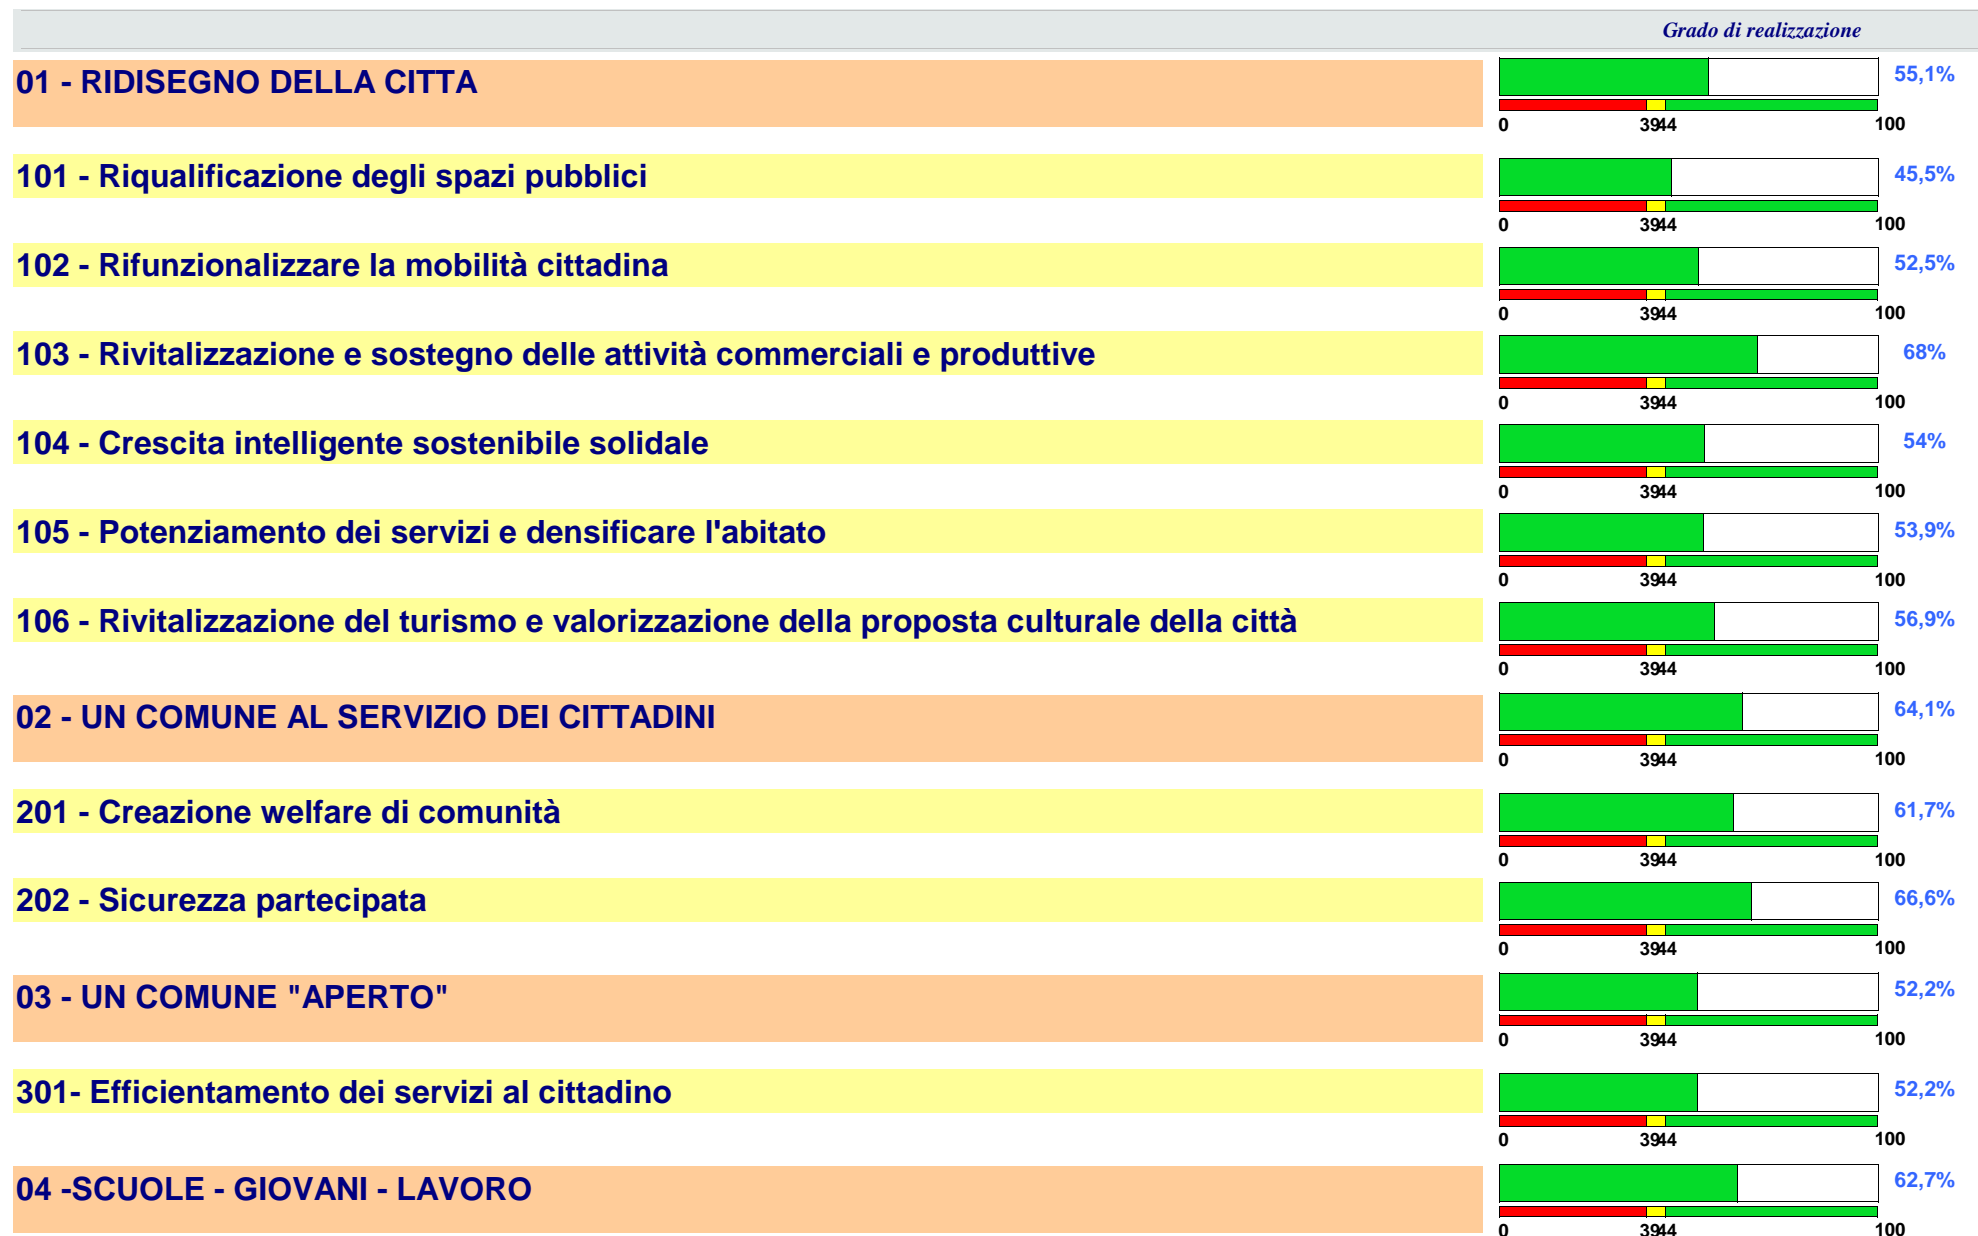 Grado di realizzazione
01 - RIDISEGNO DELLA CITTA
55,1%
0 3944 100
101 - Riqualificazione degli spazi pubblici
45,5%
0 3944 100
102 - Rifunzionalizzare la mobilità cittadina
52,5%
0 3944 100
103 - Rivitalizzazione e sostegno delle attività commerciali e produttive
68%
0 3944 100
104 - Crescita intelligente sostenibile solidale
54%
0 3944 100
105 - Potenziamento dei servizi e densificare l'abitato
53,9%
0 3944 100
106 - Rivitalizzazione del turismo e valorizzazione della proposta culturale della città
56,9%
0 3944 100
02 - UN COMUNE AL SERVIZIO DEI CITTADINI
64,1%
0 3944 100
201 - Creazione welfare di comunità
61,7%
0 3944 100
202 - Sicurezza partecipata
66,6%
0 3944 100
03 - UN COMUNE "APERTO"
52,2%
0 3944 100
301- Efficientamento dei servizi al cittadino
52,2%
0 3944 100
04 -SCUOLE - GIOVANI - LAVORO
62,7%
0 3944 100